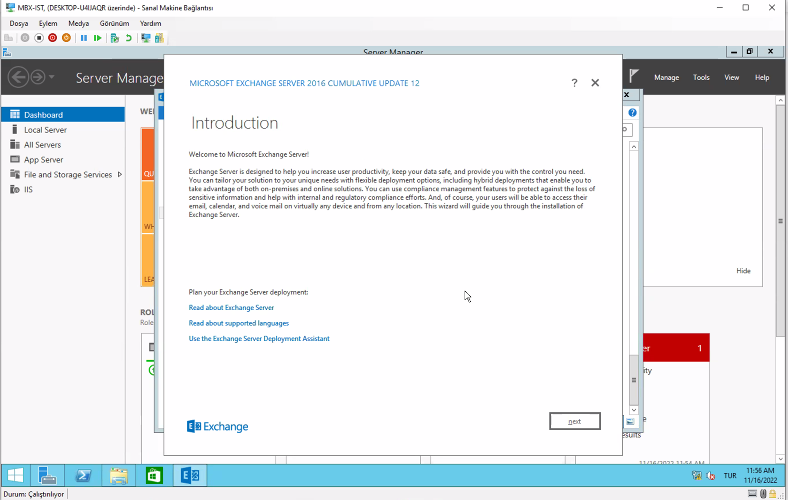 MBX-IST, (DESKTOP-U4IJAQR üzerinde) - Sanal Makine Bağlantısı
Dosya Eylem Medya Görünüm Yardım
Server Manager
Server Manage
Manage Tools View Help
MICROSOFT EXCHANGE SERVER 2016 CUMULATIVE UPDATE 12
? ×
Introduction
Dashboard
Local Server
All Servers
App Server
File and Storage Services
IIS
WE
QU
WH
LEA
Welcome to Microsoft Exchange Server!
Exchange Server is designed to help you increase user productivity, keep your data safe, and provide you with the control you need.
You can tailor your solution to your unique needs with flexible deployment options, including hybrid deployments that enable you to
take advantage of both on-premises and online solutions. You can use compliance management features to protect against the loss of
sensitive information and help with internal and regulatory compliance efforts. And, of course, your users will be able to access their
email, calendar, and voice mail on virtually any device and from any location. This wizard will guide you through the installation of
Exchange Server.
Hide
Plan your Exchange Server deployment:
Read about Exchange Server
Read about supported languages
Use the Exchange Server Deployment Assistant
ROL
Role
er 1
ity
e
esults
11/16/2022 11:54 AM
Exchange
next
TUR
11:56 AM
11/16/2022
Durum: Çalıştırılıyor